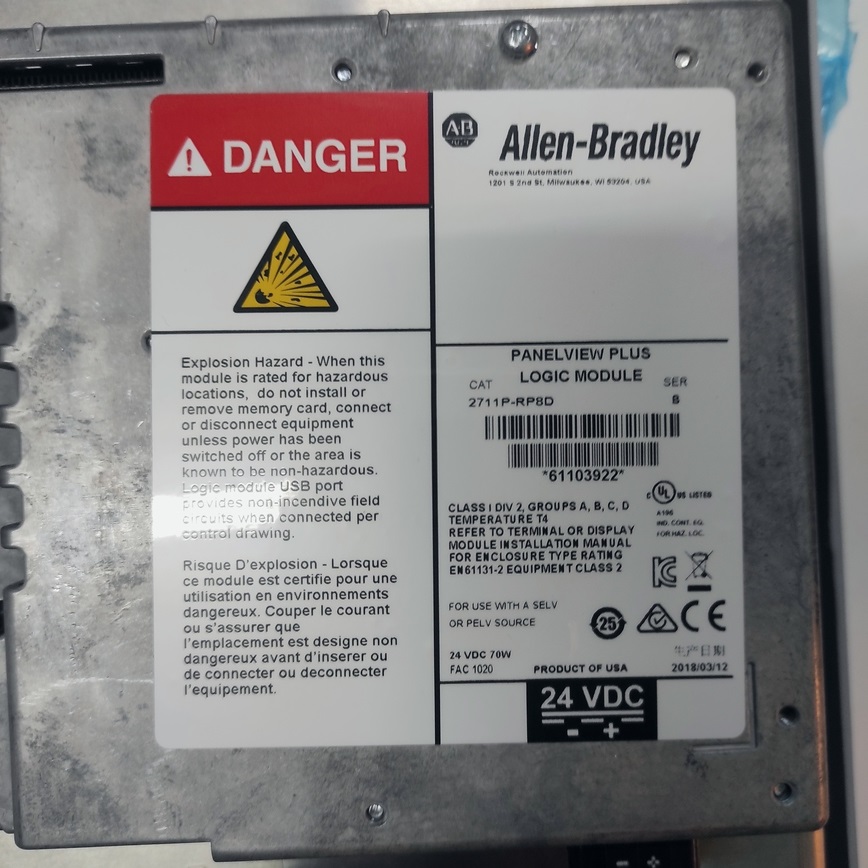 DANGER
Explosion Hazard - When this
module is rated for hazardous
locations, do not install or
remove memory card, connect
or disconnect equipment
unless power has been
switched off or the area is
known to be non-hazardous.
Logic module USB port
provides non-incendive field
circuits when connected per
control drawing.
Risque D'explosion - Lorsque
ce module est certifie pour une
utilisation en environnements
dangereux. Couper le courant
ou s'assurer que
l'emplacement est designe non
dangereux avant d'inserer ou
de connecter ou deconnecter
l'equipement.
AB
Allen-Bradley
Rockwell Automation
1201 S 2nd St, Milwaukee, WI 53204, USA
PANELVIEW PLUS
LOGIC MODULE
CAT
SER
2711P-RP8D
B
*61103922*
C UL US LISTED
CLASS I DIV 2, GROUPS A, B, C, D
TEMPERATURE T4
REFER TO TERMINAL OR DISPLAY
MODULE INSTALLATION MANUAL
FOR ENCLOSURE TYPE RATING
EN61131-2 EQUIPMENT CLASS 2
A196
IND. CONT. EQ.
FOR HAZ. LOC.
FOR USE WITH A SELV
OR PELV SOURCE
25
CE
24 VDC 70W
生产日期
FAC 1020
PRODUCT OF USA
2018/03/12
24 VDC
- +
- +